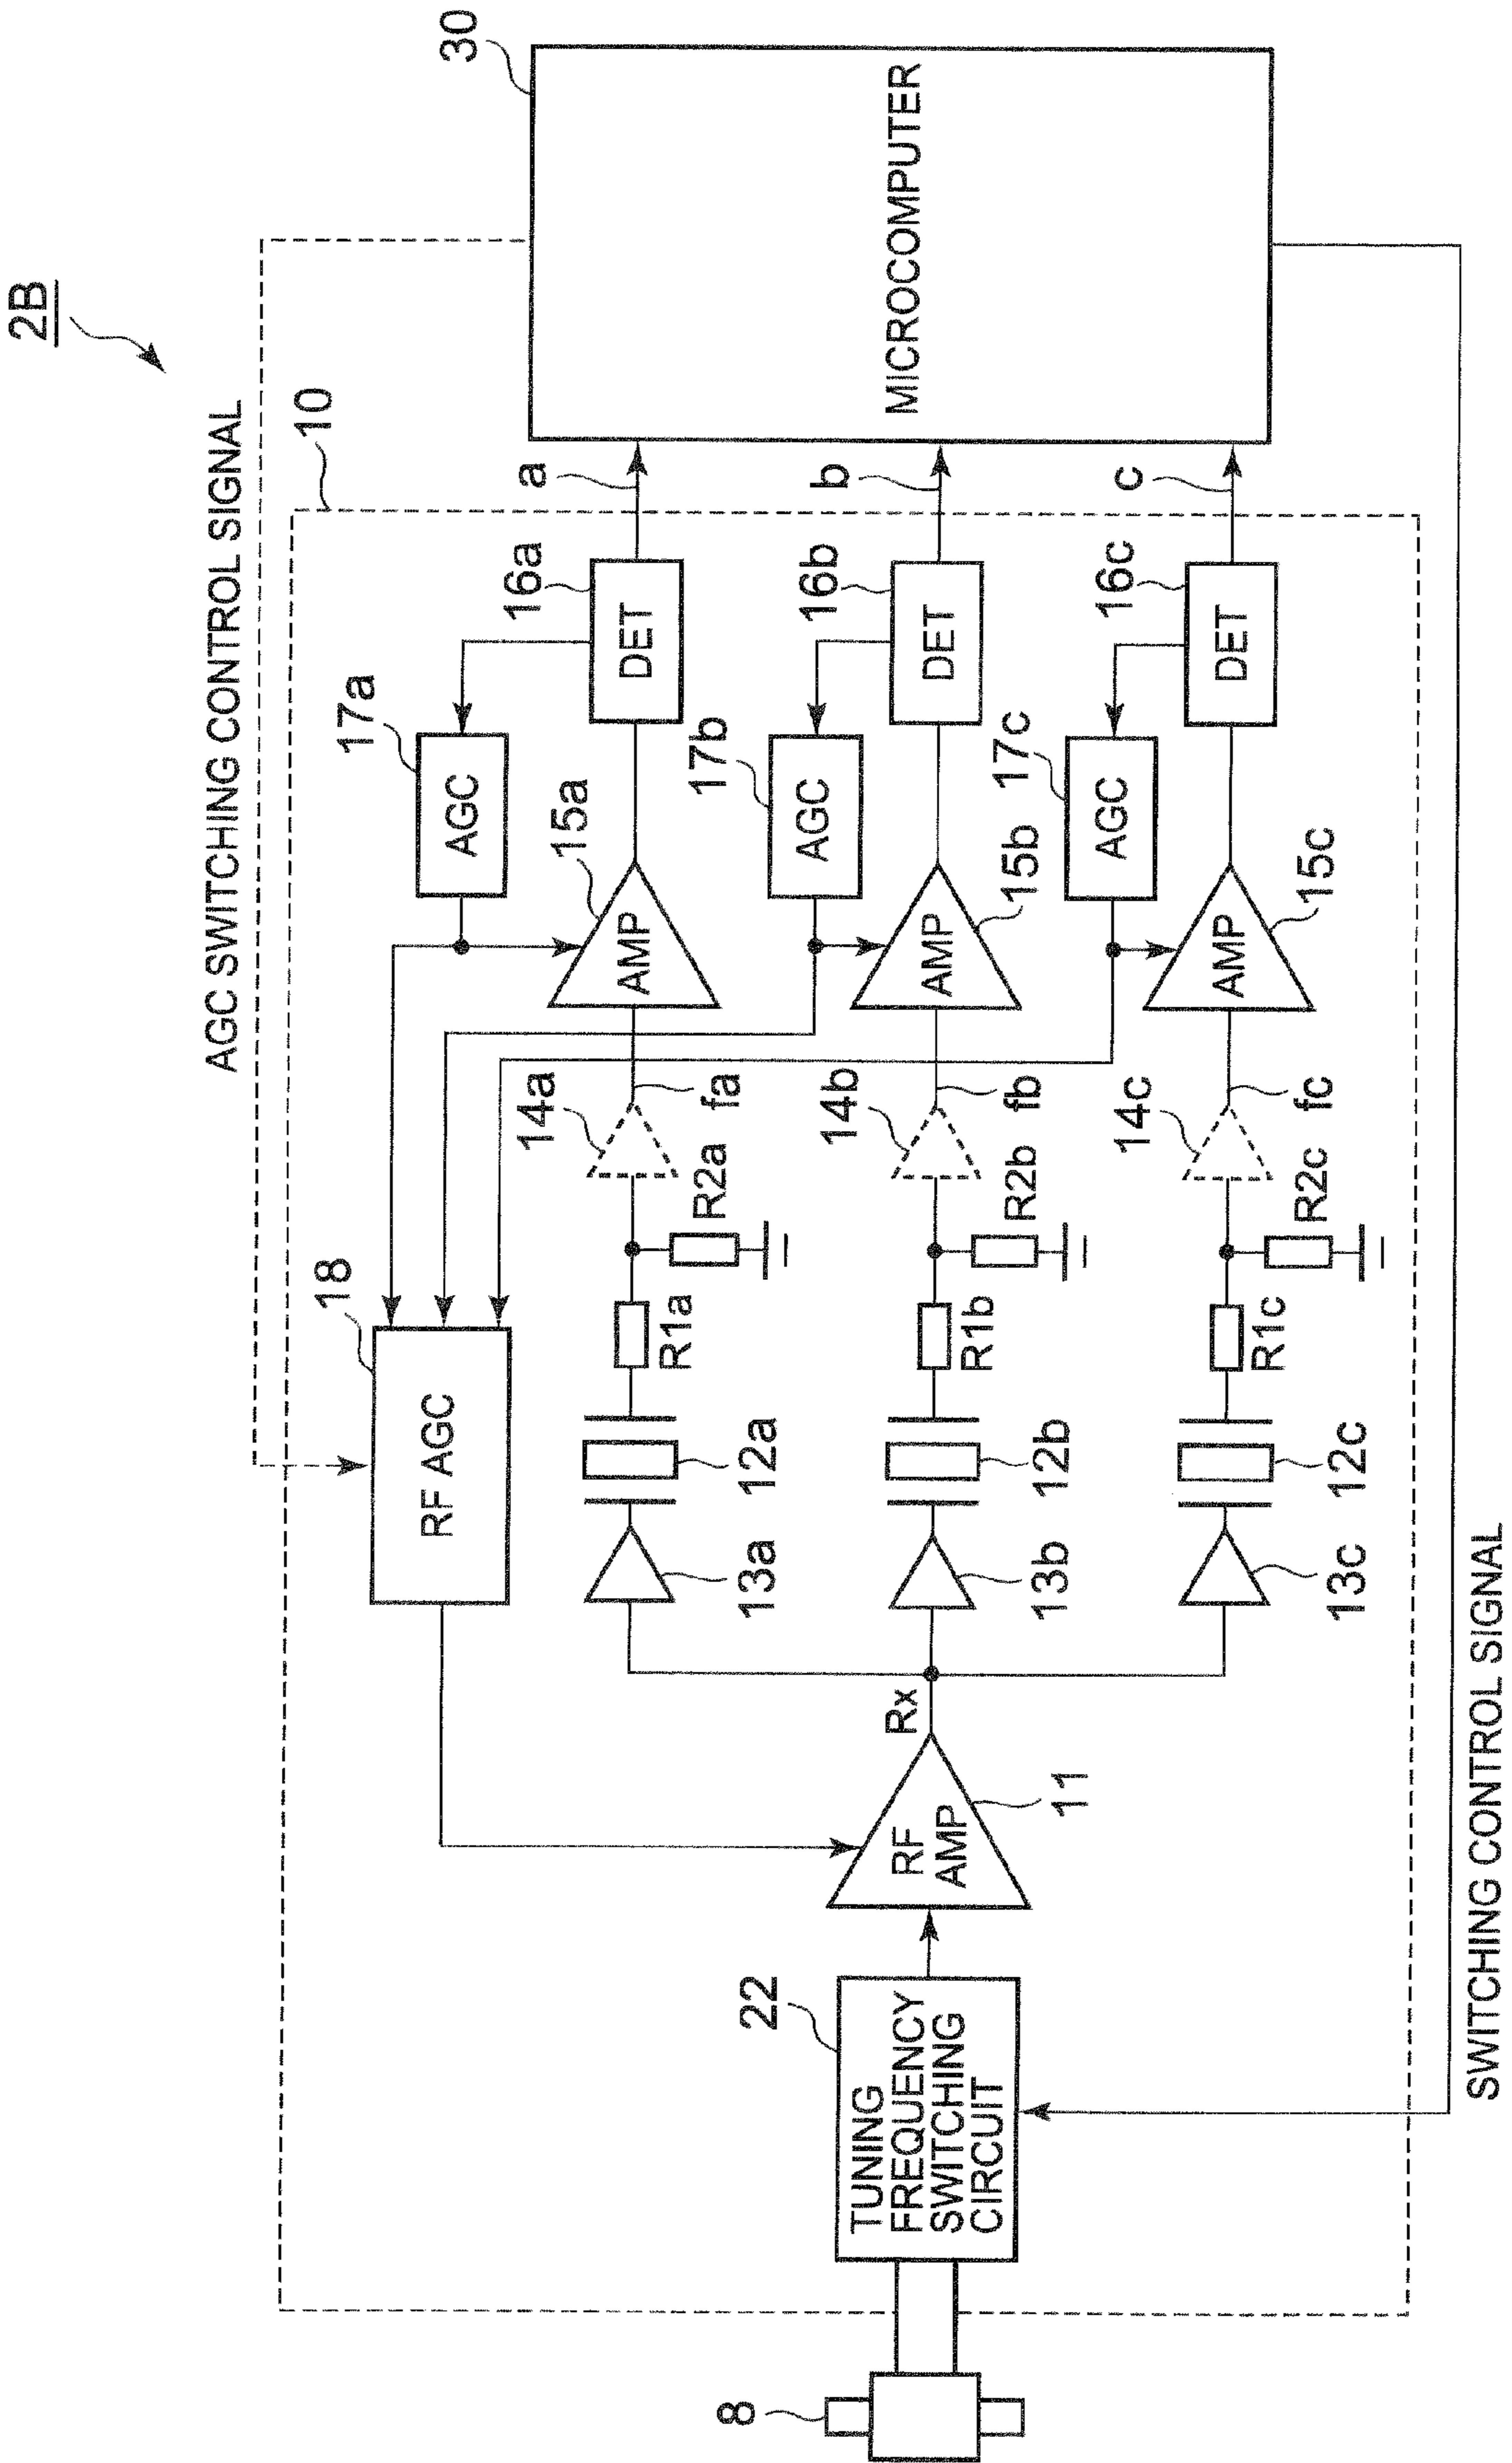 2B
AGC SWITCHING CONTROL SIGNAL
10
30
MICROCOMPUTER
18
RF AGC
17a
AGC
16a
DET
a
15a
AMP
14a
fa
R2a
R1a
12a
13a
17b
AGC
16b
DET
b
15b
AMP
14b
fb
R2b
R1b
12b
13b
17c
AGC
16c
DET
c
15c
AMP
14c
fc
R2c
R1c
12c
13c
Rx
RF
AMP
11
22
TUNING
FREQUENCY
SWITCHING
CIRCUIT
8
SWITCHING CONTROL SIGNAL